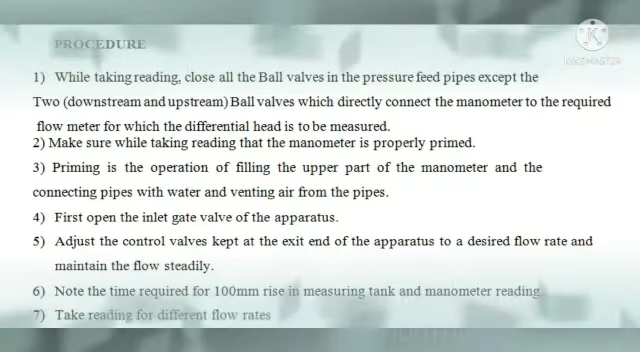 PROCEDURE
1) While taking reading, close all the Ball valves in the pressure feed pipes except the
Two (downstream and upstream) Ball valves which directly connect the manometer to the required
flow meter for which the differential head is to be measured.
2) Make sure while taking reading that the manometer is properly primed.
3) Priming is the operation of filling the upper part of the manometer and the
connecting pipes with water and venting air from the pipes.
4) First open the inlet gate valve of the apparatus.
5) Adjust the control valves kept at the exit end of the apparatus to a desired flow rate and
maintain the flow steadily.
6) Note the time required for 100mm rise in measuring tank and manometer reading
7) Take reading for different flow rates
K
KINEMASTER